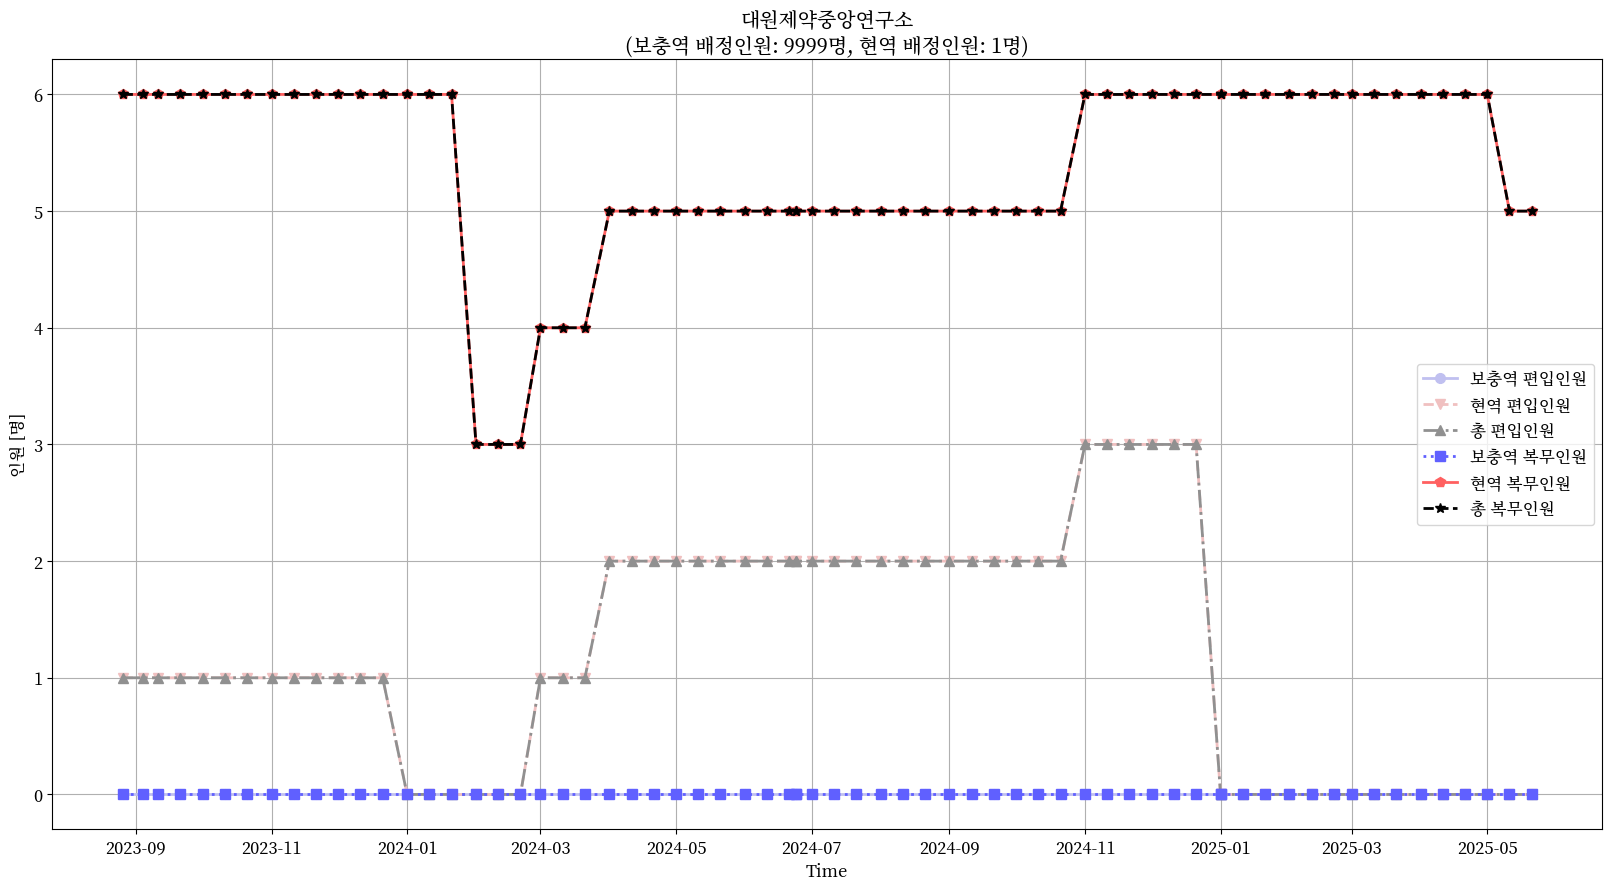 대원제약중앙연구소
(보충역 배정인원: 9999명, 현역 배정인원: 1명)
인원 [명]
6
5
4
3
2
1
0
보충역 편입인원
현역 편입인원
총 편입인원
보충역 복무인원
현역 복무인원
총 복무인원
2023-09
2023-11
2024-01
2024-03
2024-05
2024-07
2024-09
2024-11
2025-01
2025-03
2025-05
Time